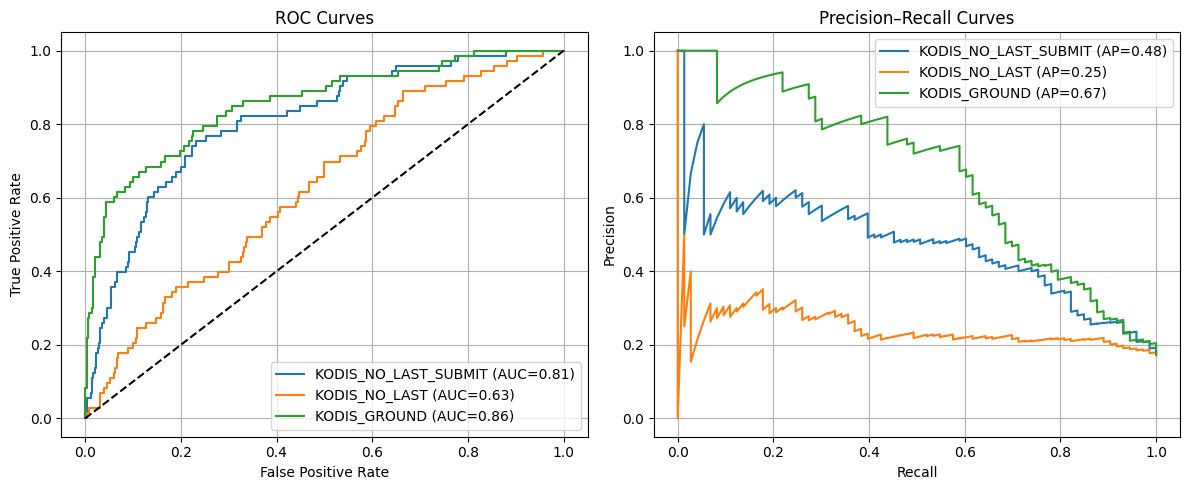 ROC Curves
1.0
0.8
0.6
0.4
0.2
0.0
True Positive Rate
0.0 0.2 0.4 0.6 0.8 1.0
False Positive Rate
KODIS_NO_LAST_SUBMIT (AUC=0.81)
KODIS_NO_LAST (AUC=0.63)
KODIS_GROUND (AUC=0.86)
Precision–Recall Curves
KODIS_NO_LAST_SUBMIT (AP=0.48)
KODIS_NO_LAST (AP=0.25)
KODIS_GROUND (AP=0.67)
1.0
0.8
0.6
0.4
0.2
0.0
Precision
0.0 0.2 0.4 0.6 0.8 1.0
Recall